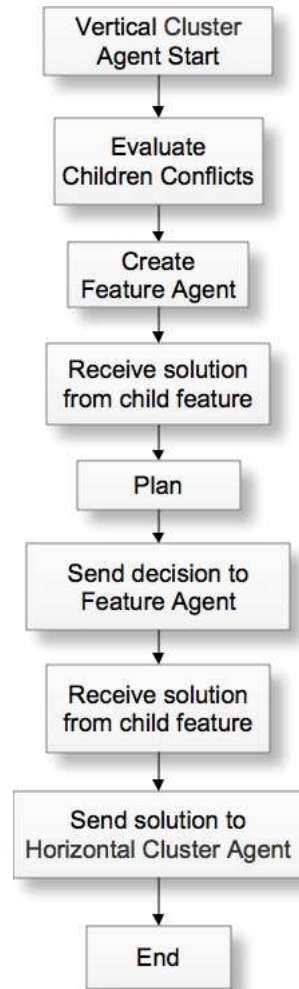 Vertical Cluster
Agent Start
Evaluate
Children Conflicts
Create
Feature Agent
Receive solution
from child feature
Plan
Send decision to
Feature Agent
Receive solution
from child feature
Send solution to
Horizontal Cluster Agent
End